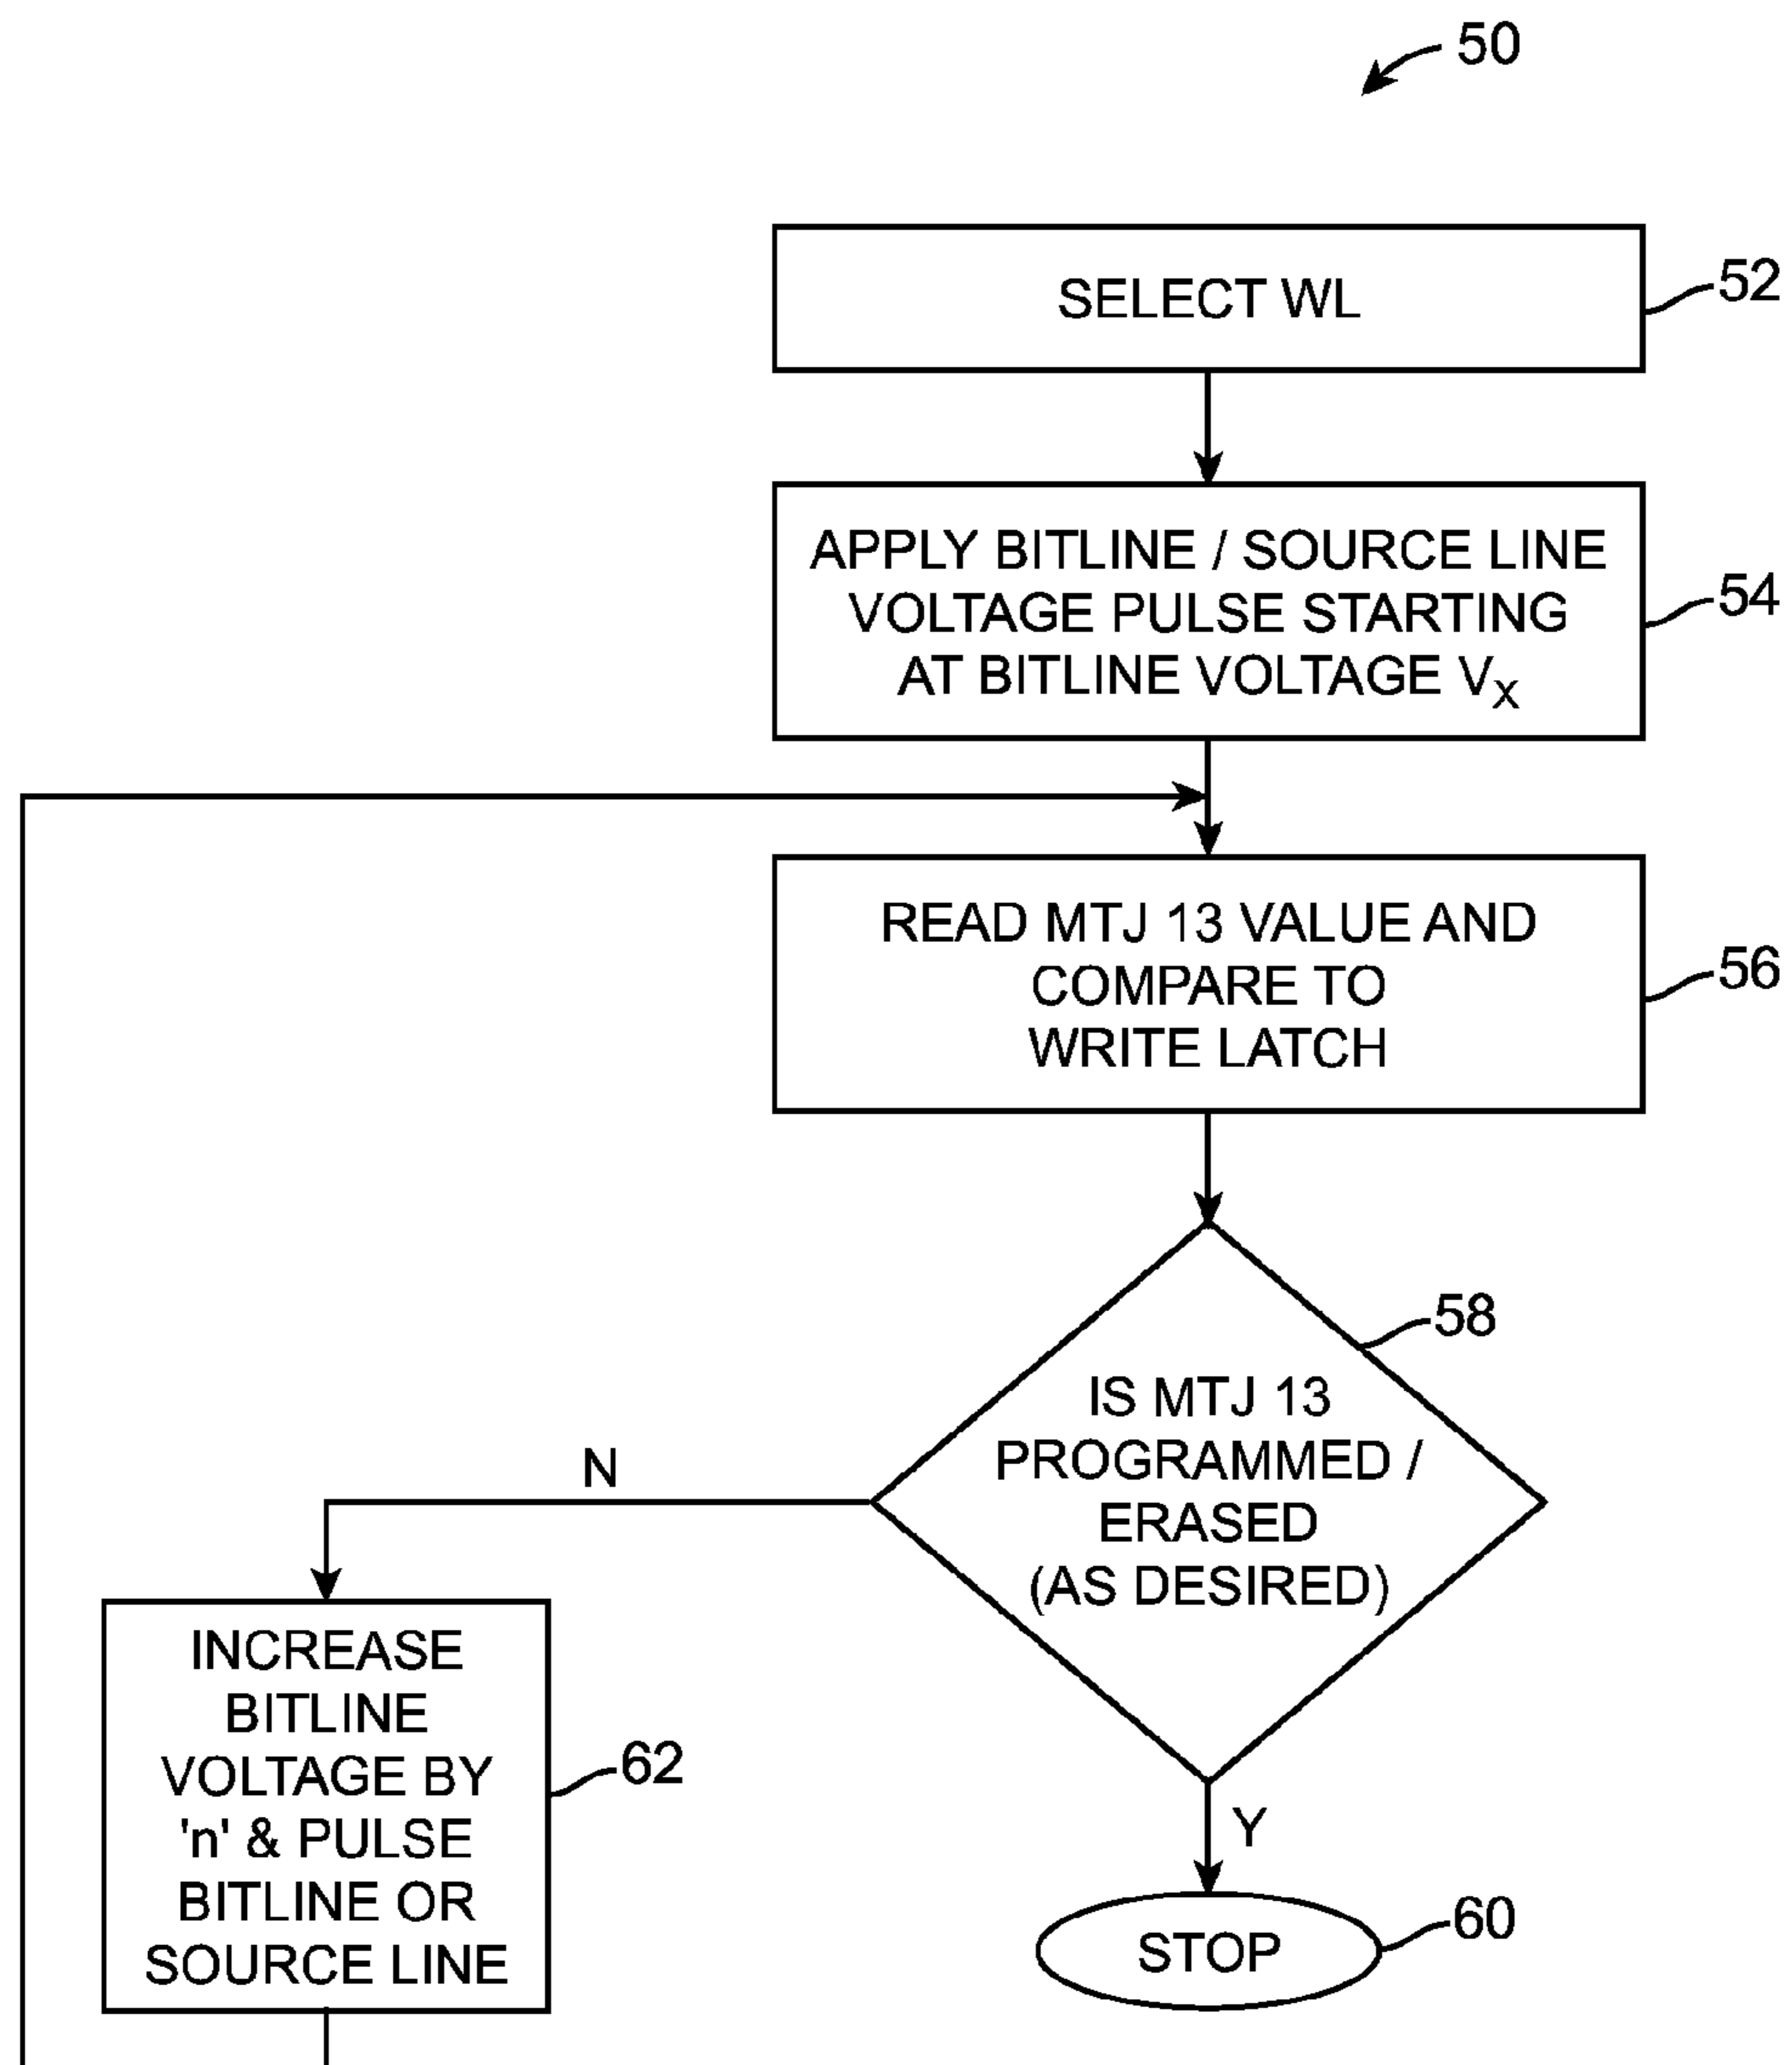 50
SELECT WL
52
APPLY BITLINE / SOURCE LINE
VOLTAGE PULSE STARTING
AT BITLINE VOLTAGE VX
54
READ MTJ 13 VALUE AND
COMPARE TO
WRITE LATCH
56
58
IS MTJ 13
PROGRAMMED /
ERASED
(AS DESIRED)
N
INCREASE
BITLINE
VOLTAGE BY
'n' & PULSE
BITLINE OR
SOURCE LINE
62
Y
STOP
60